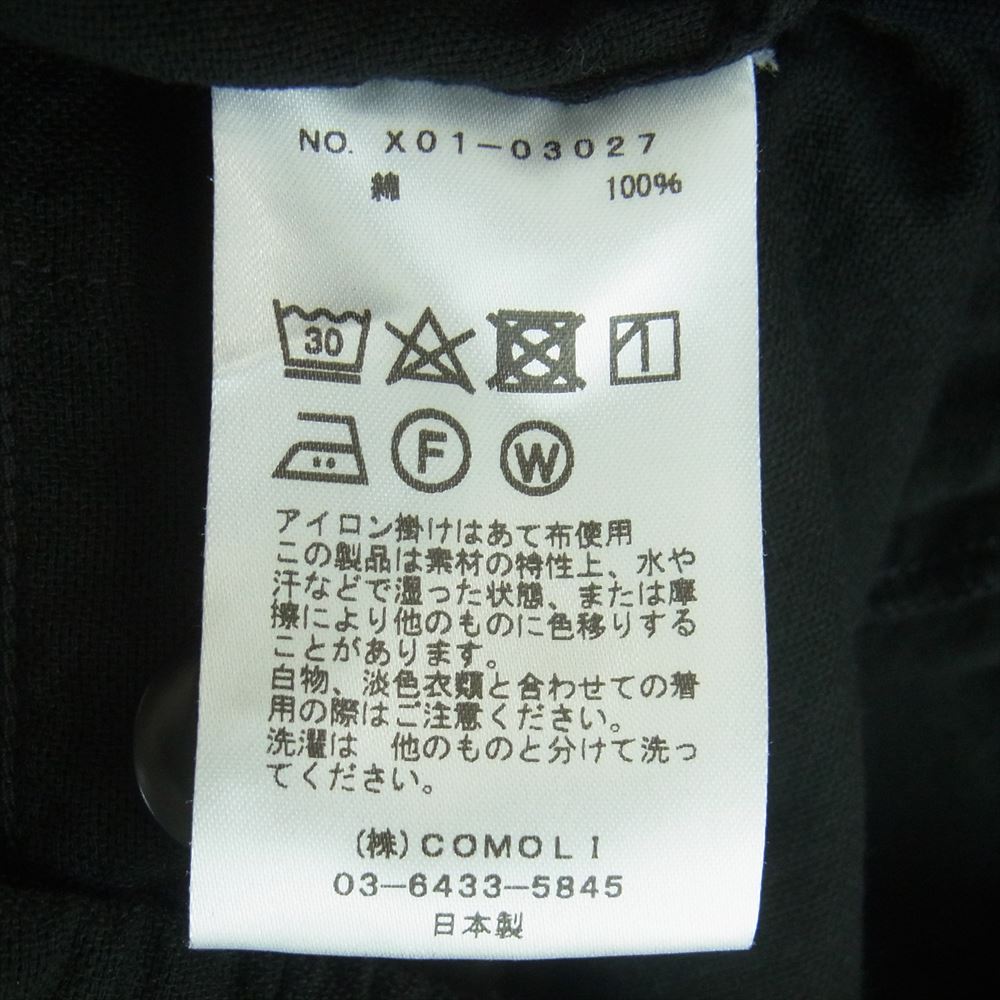 NO. X01-03027
綿 100%
30
F W
アイロン掛けはあて布使用
この製品は素材の特性上、水や
汗などで湿った状態、または摩
擦により他のものに色移りする
ことがあります。
白物、淡色衣類と合わせての着
用の際はご注意ください。
洗濯は 他のものと分けて洗っ
てください。
(株)COMOLI
03-6433-5845
日本製